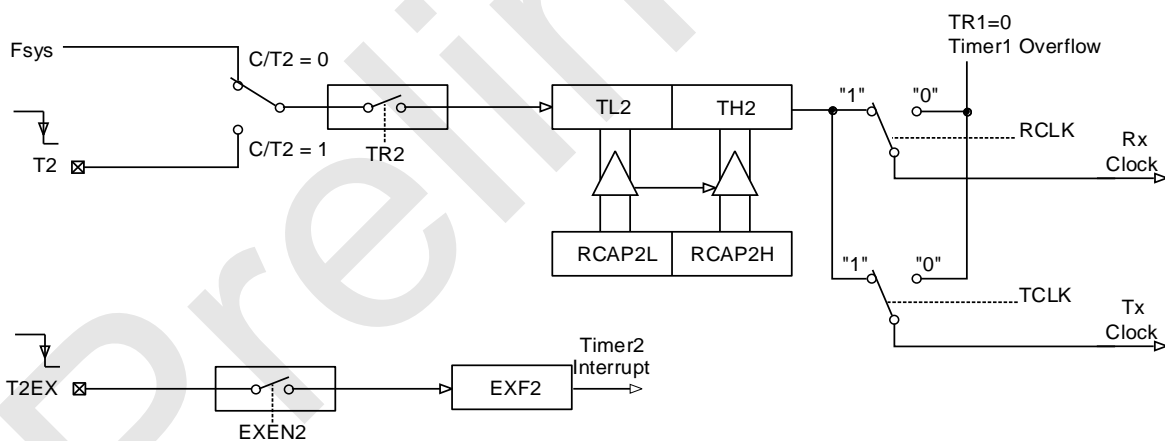 TR1=0
Timer1 Overflow
Fsys
C/T2 = 0
"1"
"0"
TL2
TH2
RCLK
Rx
Clock
T2
C/T2 = 1
TR2
RCAP2L
RCAP2H
"1"
"0"
TCLK
Tx
Clock
Timer2
Interrupt
T2EX
EXF2
EXEN2
Prelin